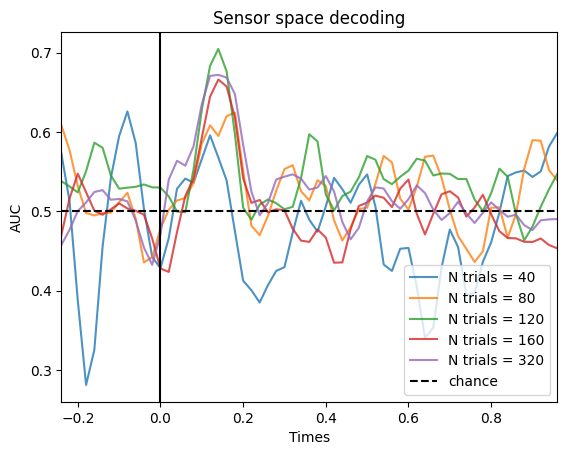 Sensor space decoding
AUC
0.7
0.6
0.5
0.4
0.3
−0.2
0.0
0.2
0.4
0.6
0.8
Times
N trials = 40
N trials = 80
N trials = 120
N trials = 160
N trials = 320
chance